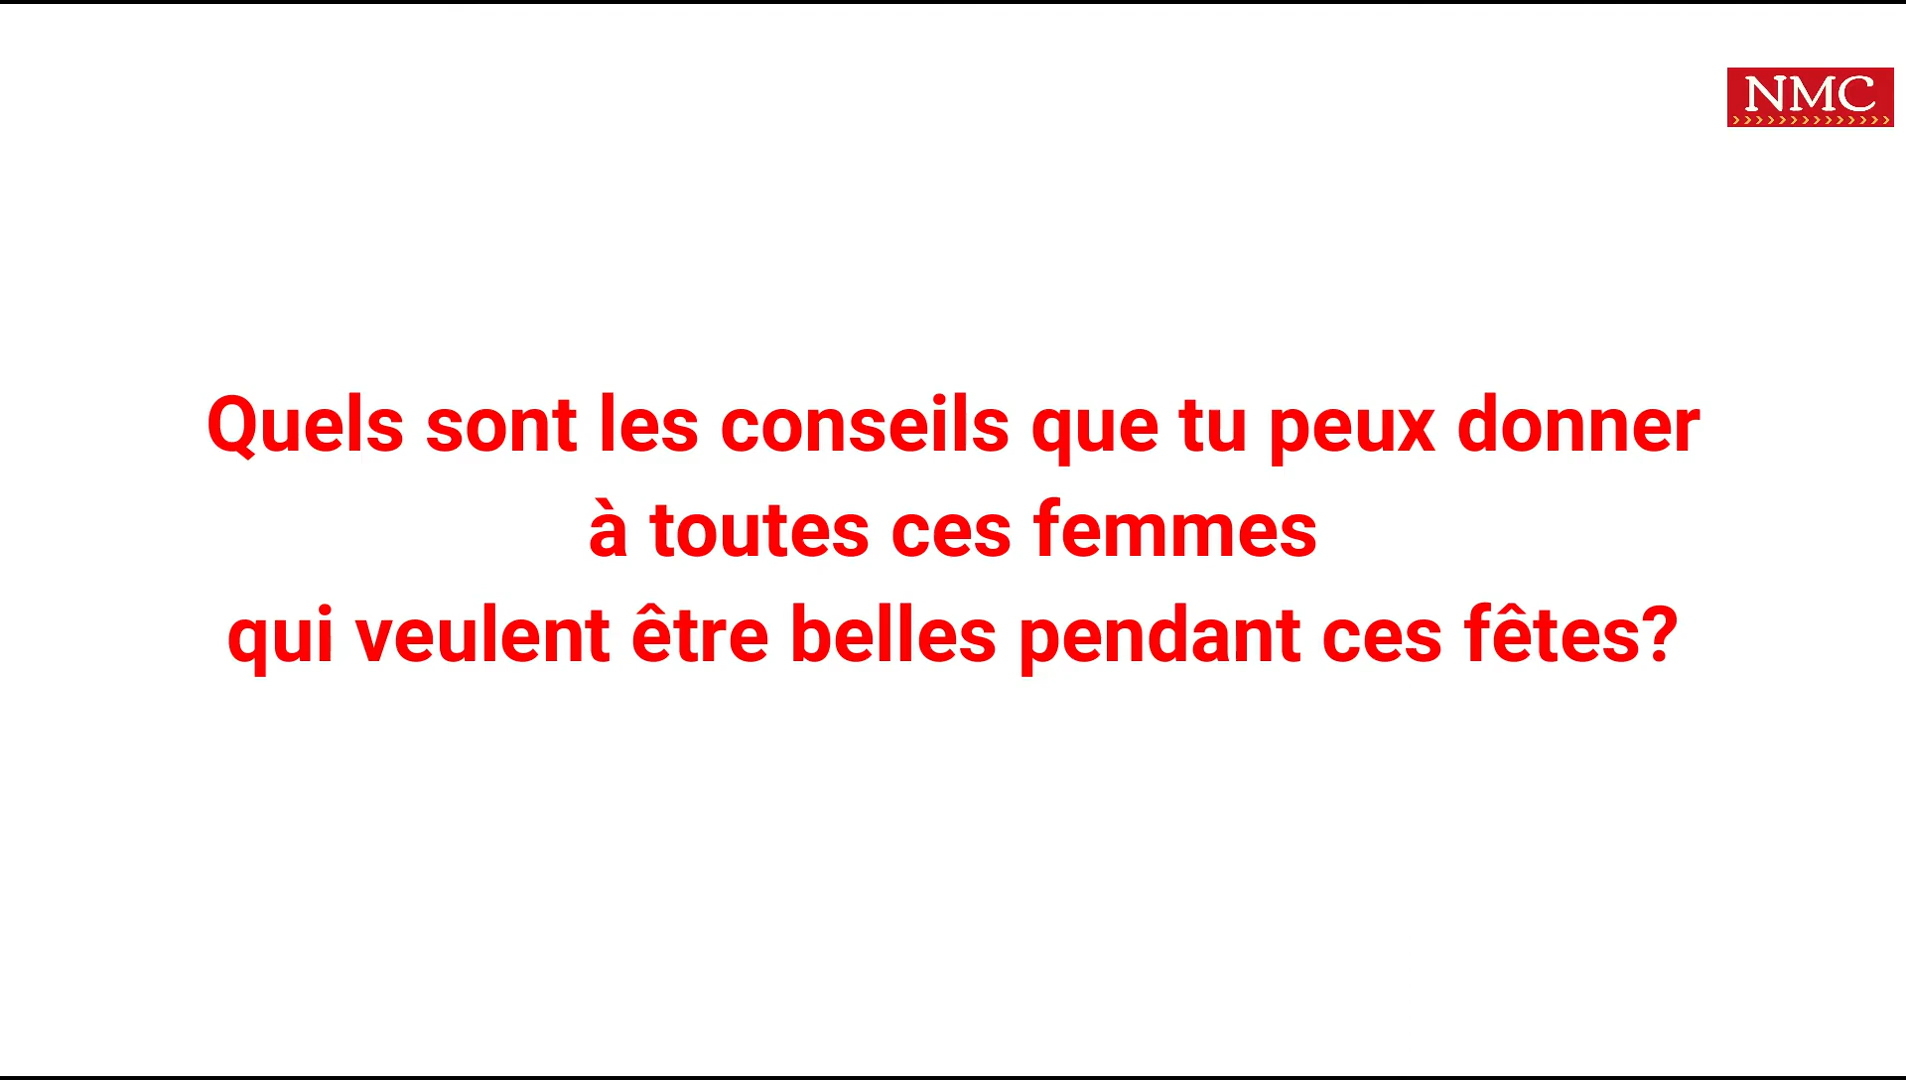 NMC
Quels sont les conseils que tu peux donner
à toutes ces femmes
qui veulent être belles pendant ces fêtes?